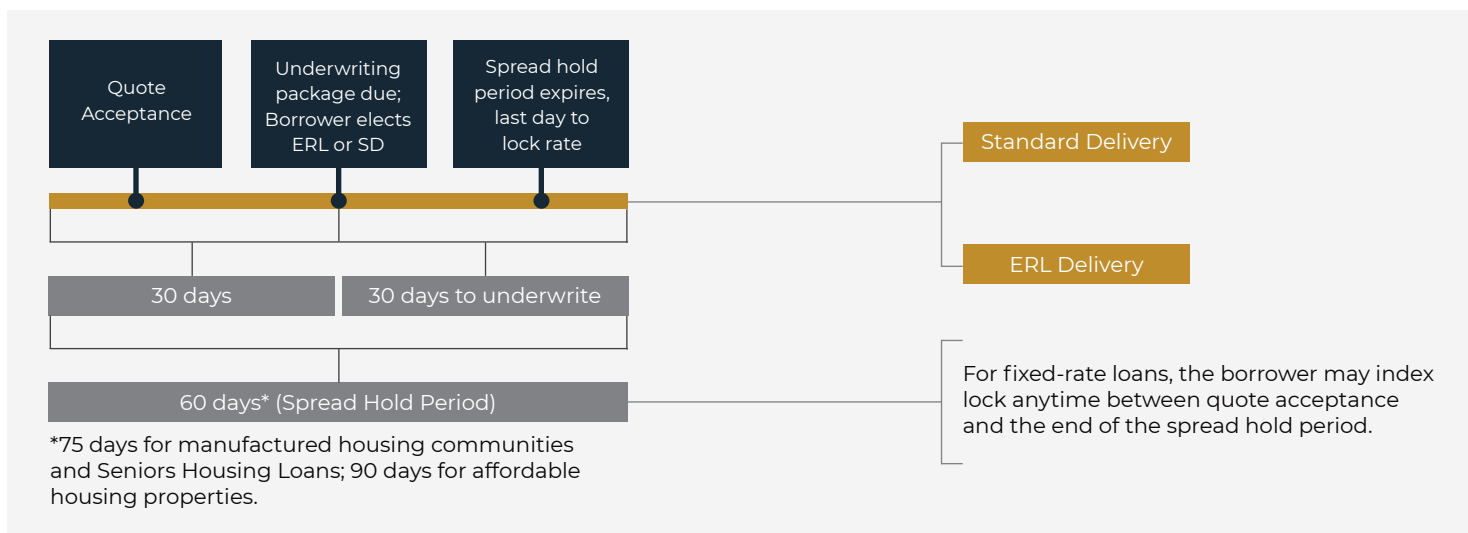 Quote
Acceptance
Underwriting
package due;
Borrower elects
ERL or SD
Spread hold
period expires,
last day to
lock rate
Standard Delivery
ERL Delivery
30 days
30 days to underwrite
60 days* (Spread Hold Period)
*75 days for manufactured housing communities
and Seniors Housing Loans; 90 days for affordable
housing properties.
For fixed-rate loans, the borrower may index
lock anytime between quote acceptance
and the end of the spread hold period.